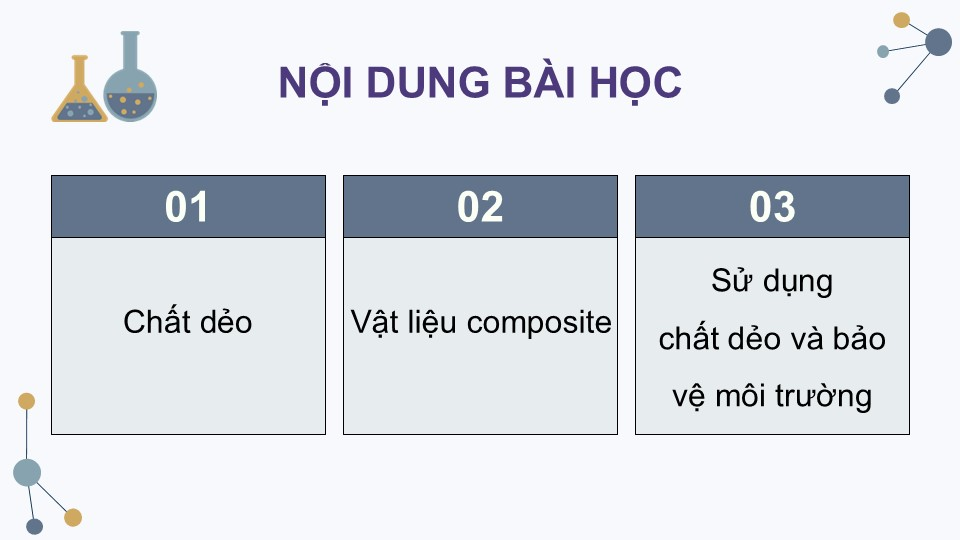 NỘI DUNG BÀI HỌC
01
Chất dẻo
02
Vật liệu composite
03
Sử dụng
chất dẻo và bảo
vệ môi trường